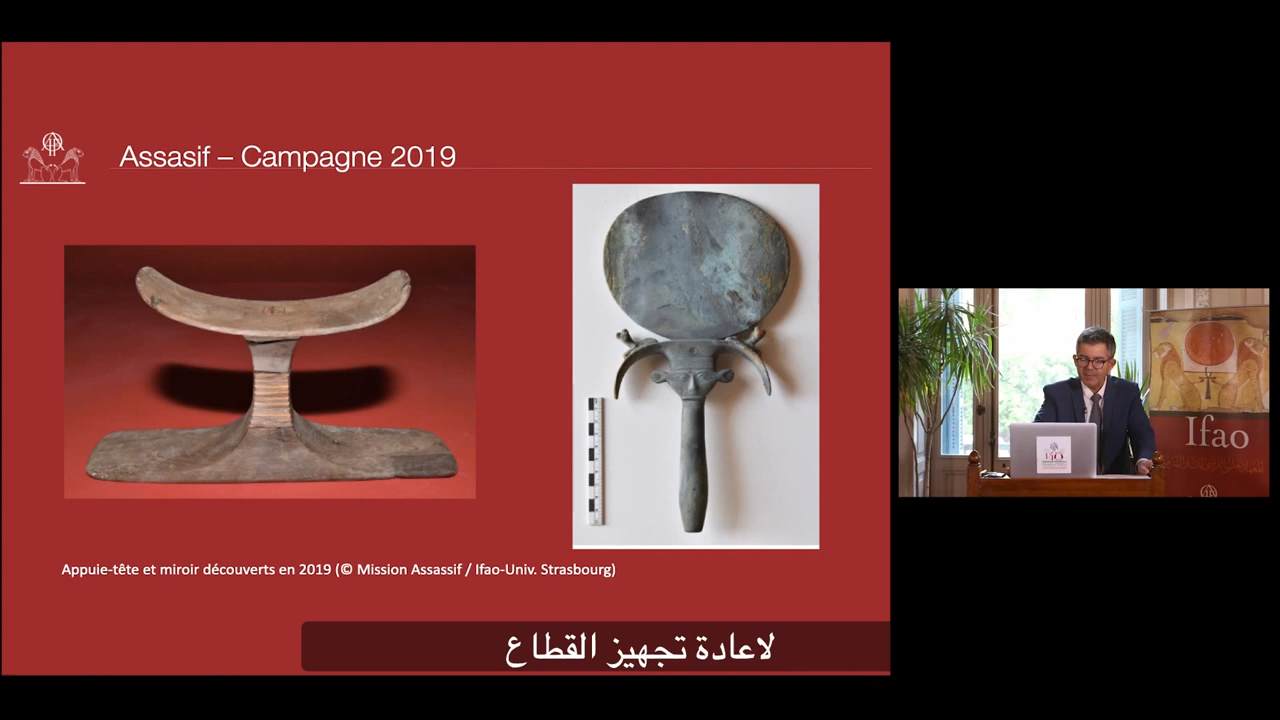 Assasif – Campagne 2019
Appuie-tête et miroir découverts en 2019 (© Mission Assassif / Ifao-Univ. Strasbourg)
Ifao
لاعادة تجهيز القطاع